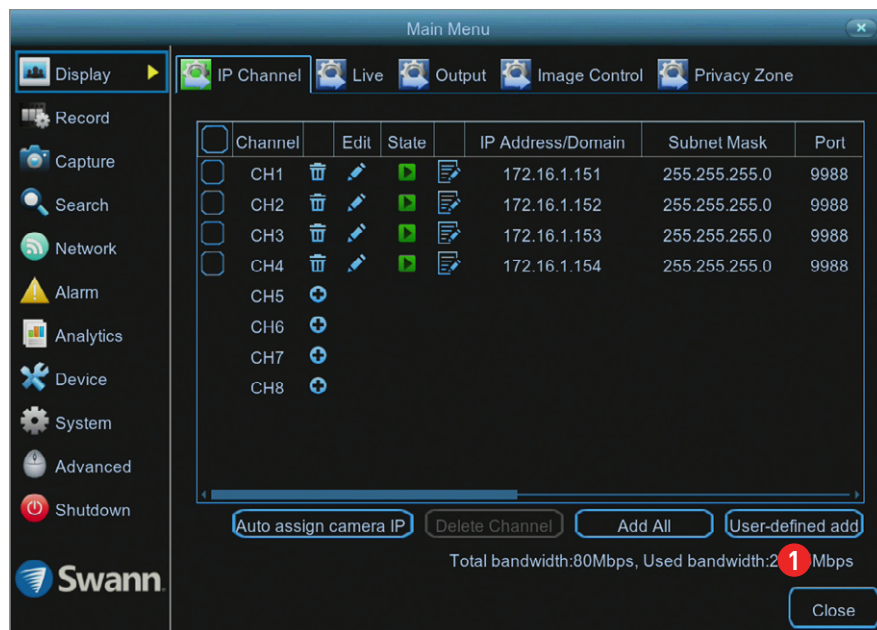 Main Menu
Display
Record
Capture
Search
Network
Alarm
Analytics
Device
System
Advanced
Shutdown
Swann
IP Channel Live Output Image Control Privacy Zone
Channel Edit State IP Address/Domain Subnet Mask Port
CH1 172.16.1.151 255.255.255.0 9988
CH2 172.16.1.152 255.255.255.0 9988
CH3 172.16.1.153 255.255.255.0 9988
CH4 172.16.1.154 255.255.255.0 9988
CH5
CH6
CH7
CH8
Auto assign camera IP Delete Channel Add All User-defined add
Total bandwidth:80Mbps, Used bandwidth:2 Mbps
1
Close